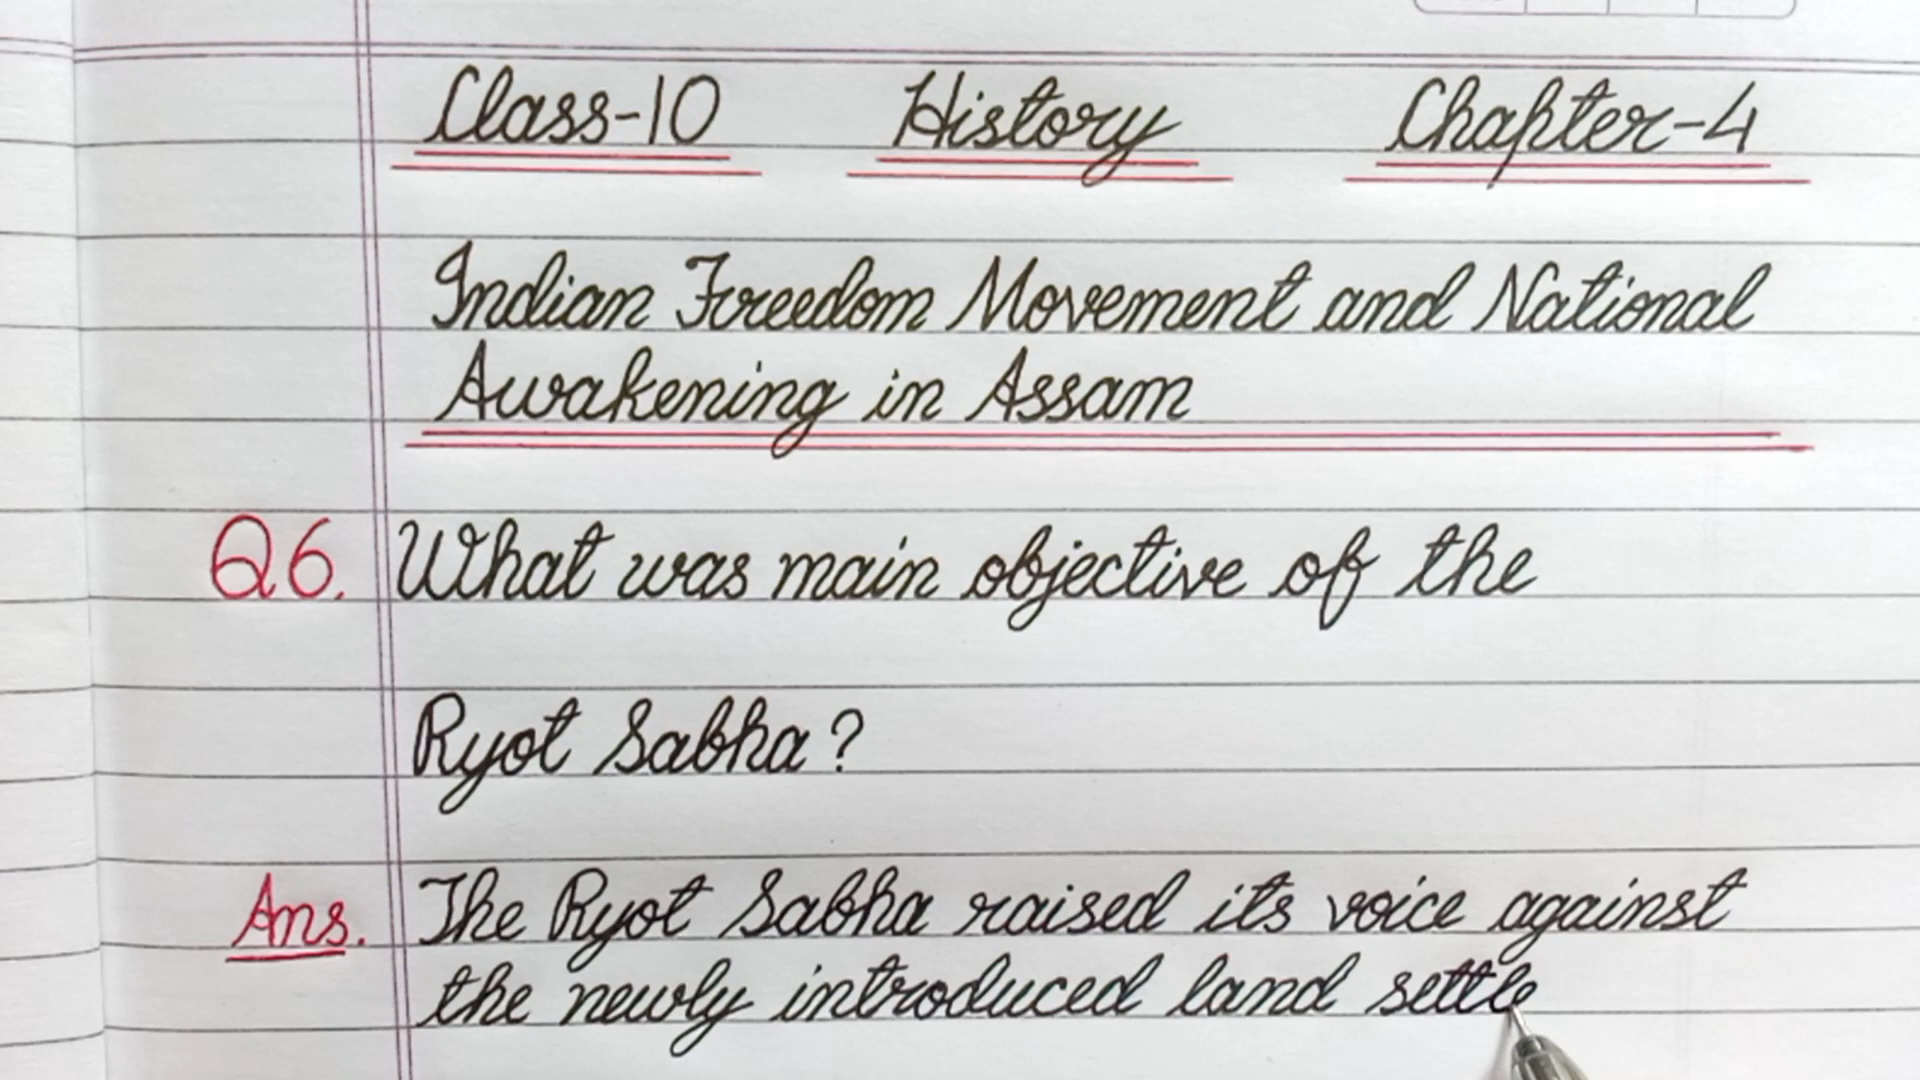 Class-10 History Chapter-4
Indian Freedom Movement and National
Awakening in Assam
Q6. What was main objective of the
Ryot Sabha?
Ans. The Ryot Sabha raised its voice against
the newly introduced land settle